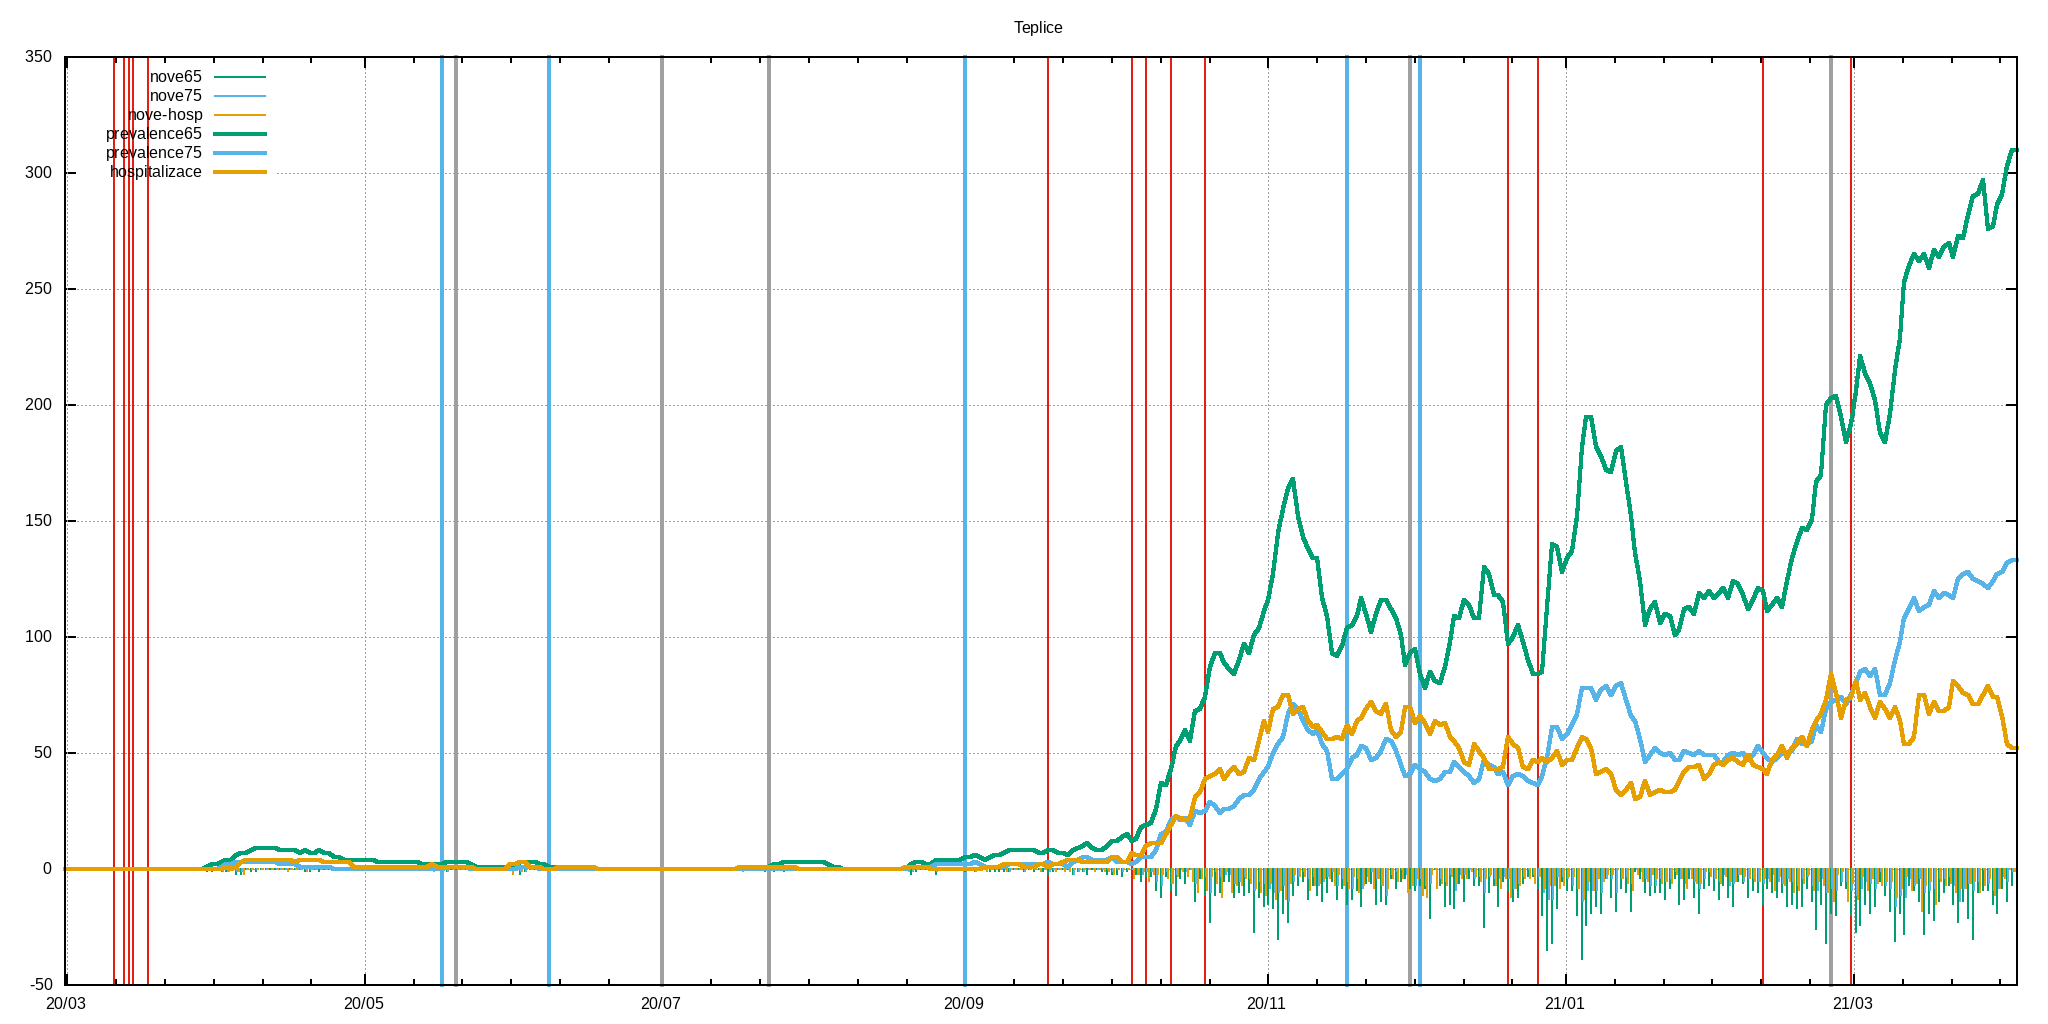 Teplice
350
300
250
200
150
100
50
0
-50
nove65
nove75
nove-hosp
prevalence65
prevalence75
hospitalizace
20/03 20/05 20/07 20/09 20/11 21/01 21/03